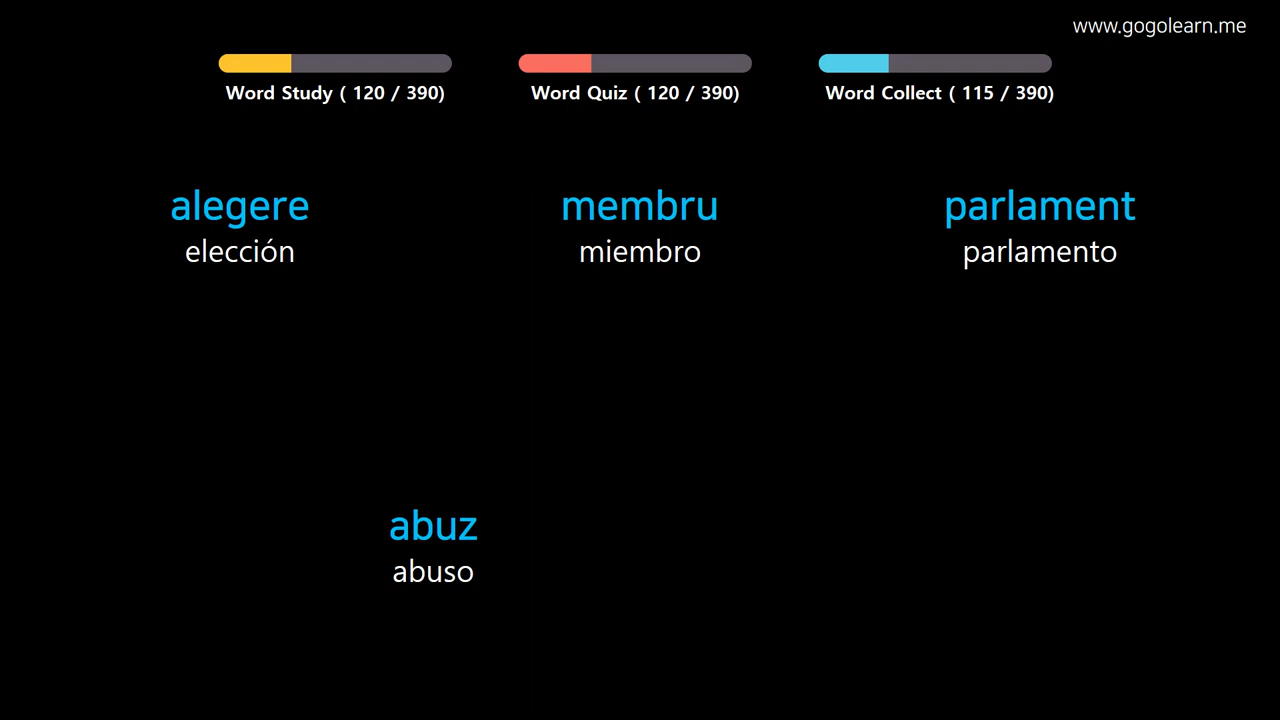 www.gogolearn.me
Word Study ( 120 / 390)
Word Quiz ( 120 / 390)
Word Collect ( 115 / 390)
alegere
elección
membru
miembro
parlament
parlamento
abuz
abuso